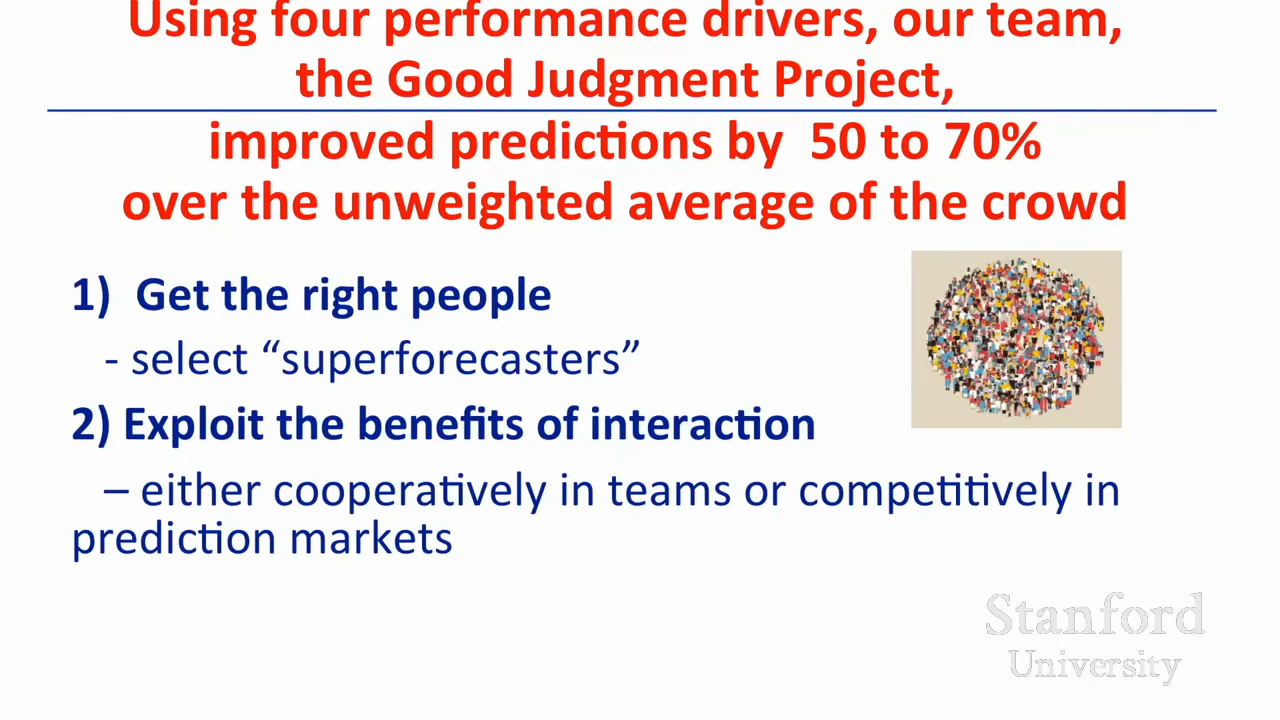 Using four performance drivers, our team,
the Good Judgment Project,
improved predictions by 50 to 70%
over the unweighted average of the crowd
1) Get the right people
- select “superforecasters”
2) Exploit the benefits of interaction
– either cooperatively in teams or competitively in
prediction markets
Stanford
University